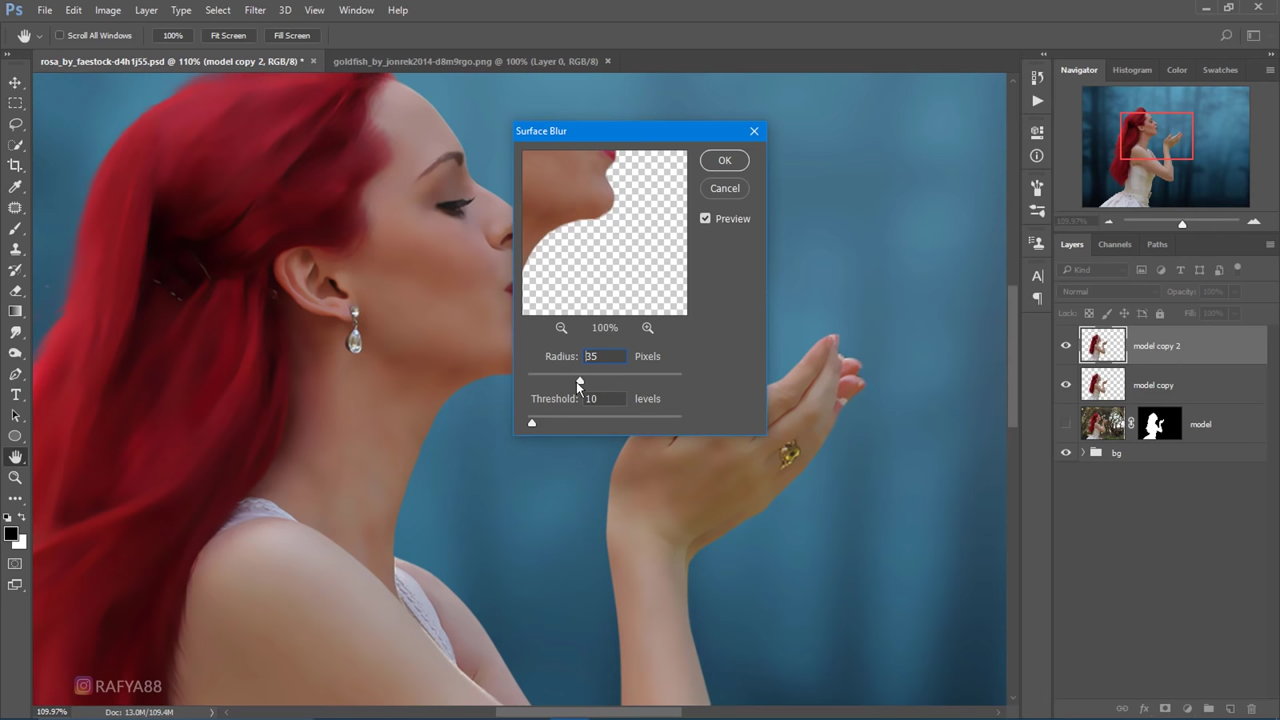 Ps File Edit Image Layer Type Select Filter 3D View Window Help
Scroll All Windows 100% Fit Screen Fill Screen
rosa_by_faestock-d4h1j55.psd @ 110% (model copy 2, RGB/8) * goldfish_by_jonrek2014-d8m9rgo.png @ 100% (Layer 0, RGB/8)
Navigator Histogram Color Swatches
109.97%
Surface Blur
OK
Cancel
Preview
100%
Radius: 35 Pixels
Threshold: 10 levels
Layers Channels Paths
Kind
Normal Opacity: 100%
Lock: Fill: 100%
model copy 2
model copy
model
bg
RAFYA88
109.97% Doc: 13.0M/109.4M